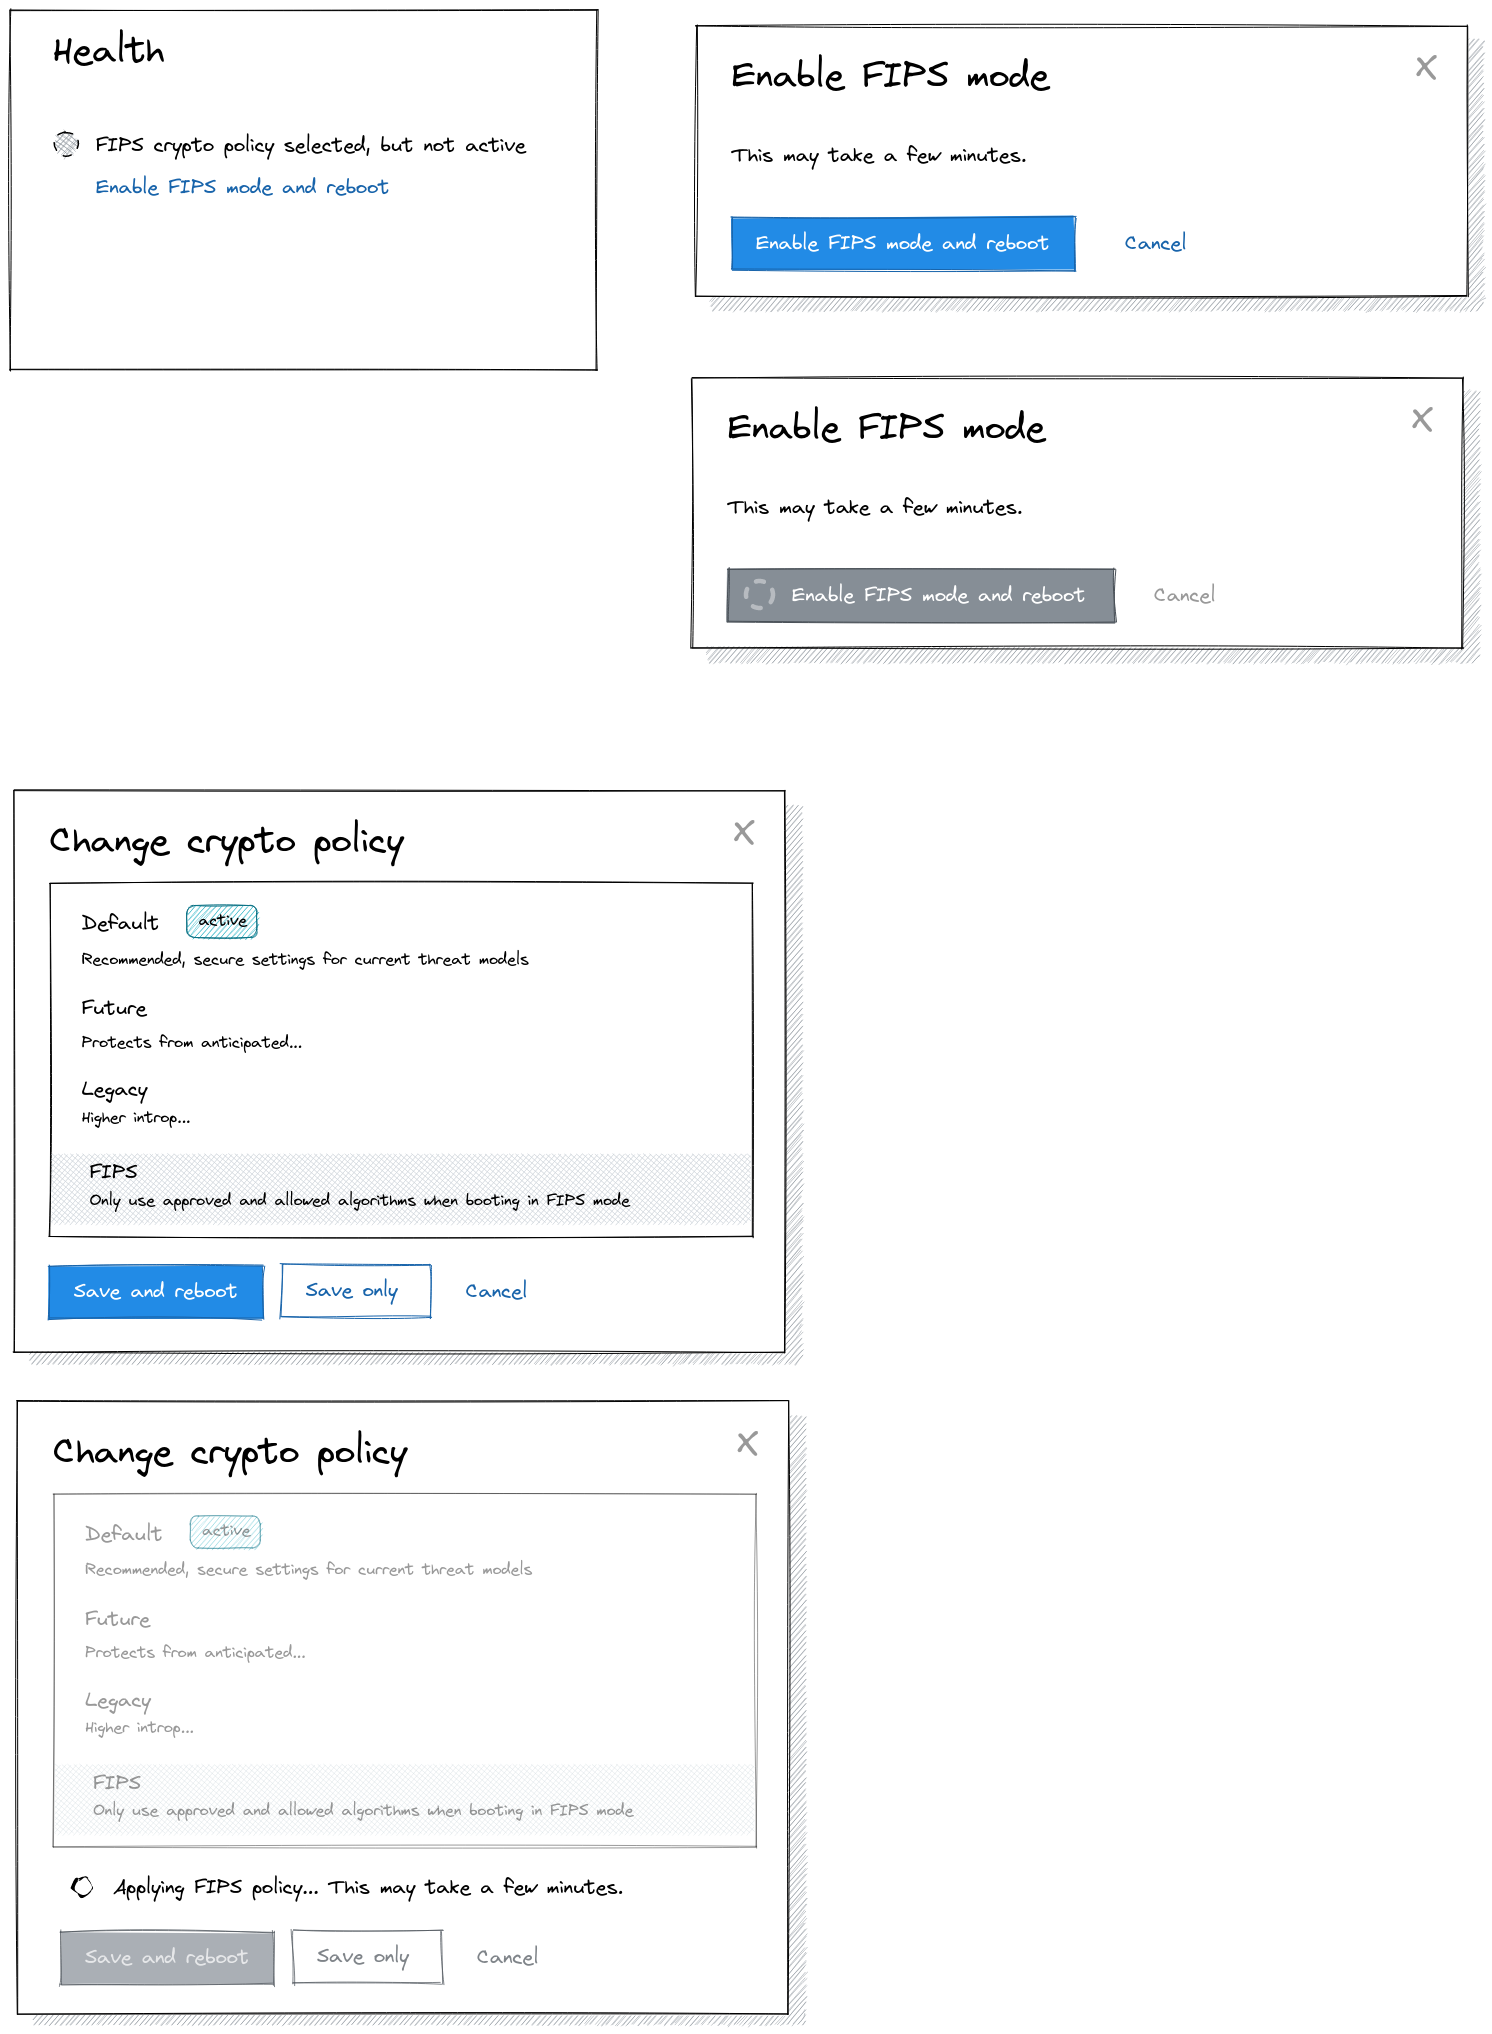 Health
FIPS crypto policy selected, but not active
Enable FIPS mode and reboot
Enable FIPS mode
This may take a few minutes.
Enable FIPS mode and reboot
Cancel
Enable FIPS mode
This may take a few minutes.
Enable FIPS mode and reboot
Cancel
Change crypto policy
Default active
Recommended, secure settings for current threat models
Future
Protects from anticipated...
Legacy
Higher introp...
FIPS
Only use approved and allowed algorithms when booting in FIPS mode
Save and reboot
Save only
Cancel
Change crypto policy
Default active
Recommended, secure settings for current threat models
Future
Protects from anticipated...
Legacy
Higher introp...
FIPS
Only use approved and allowed algorithms when booting in FIPS mode
Applying FIPS policy... This may take a few minutes.
Save and reboot
Save only
Cancel